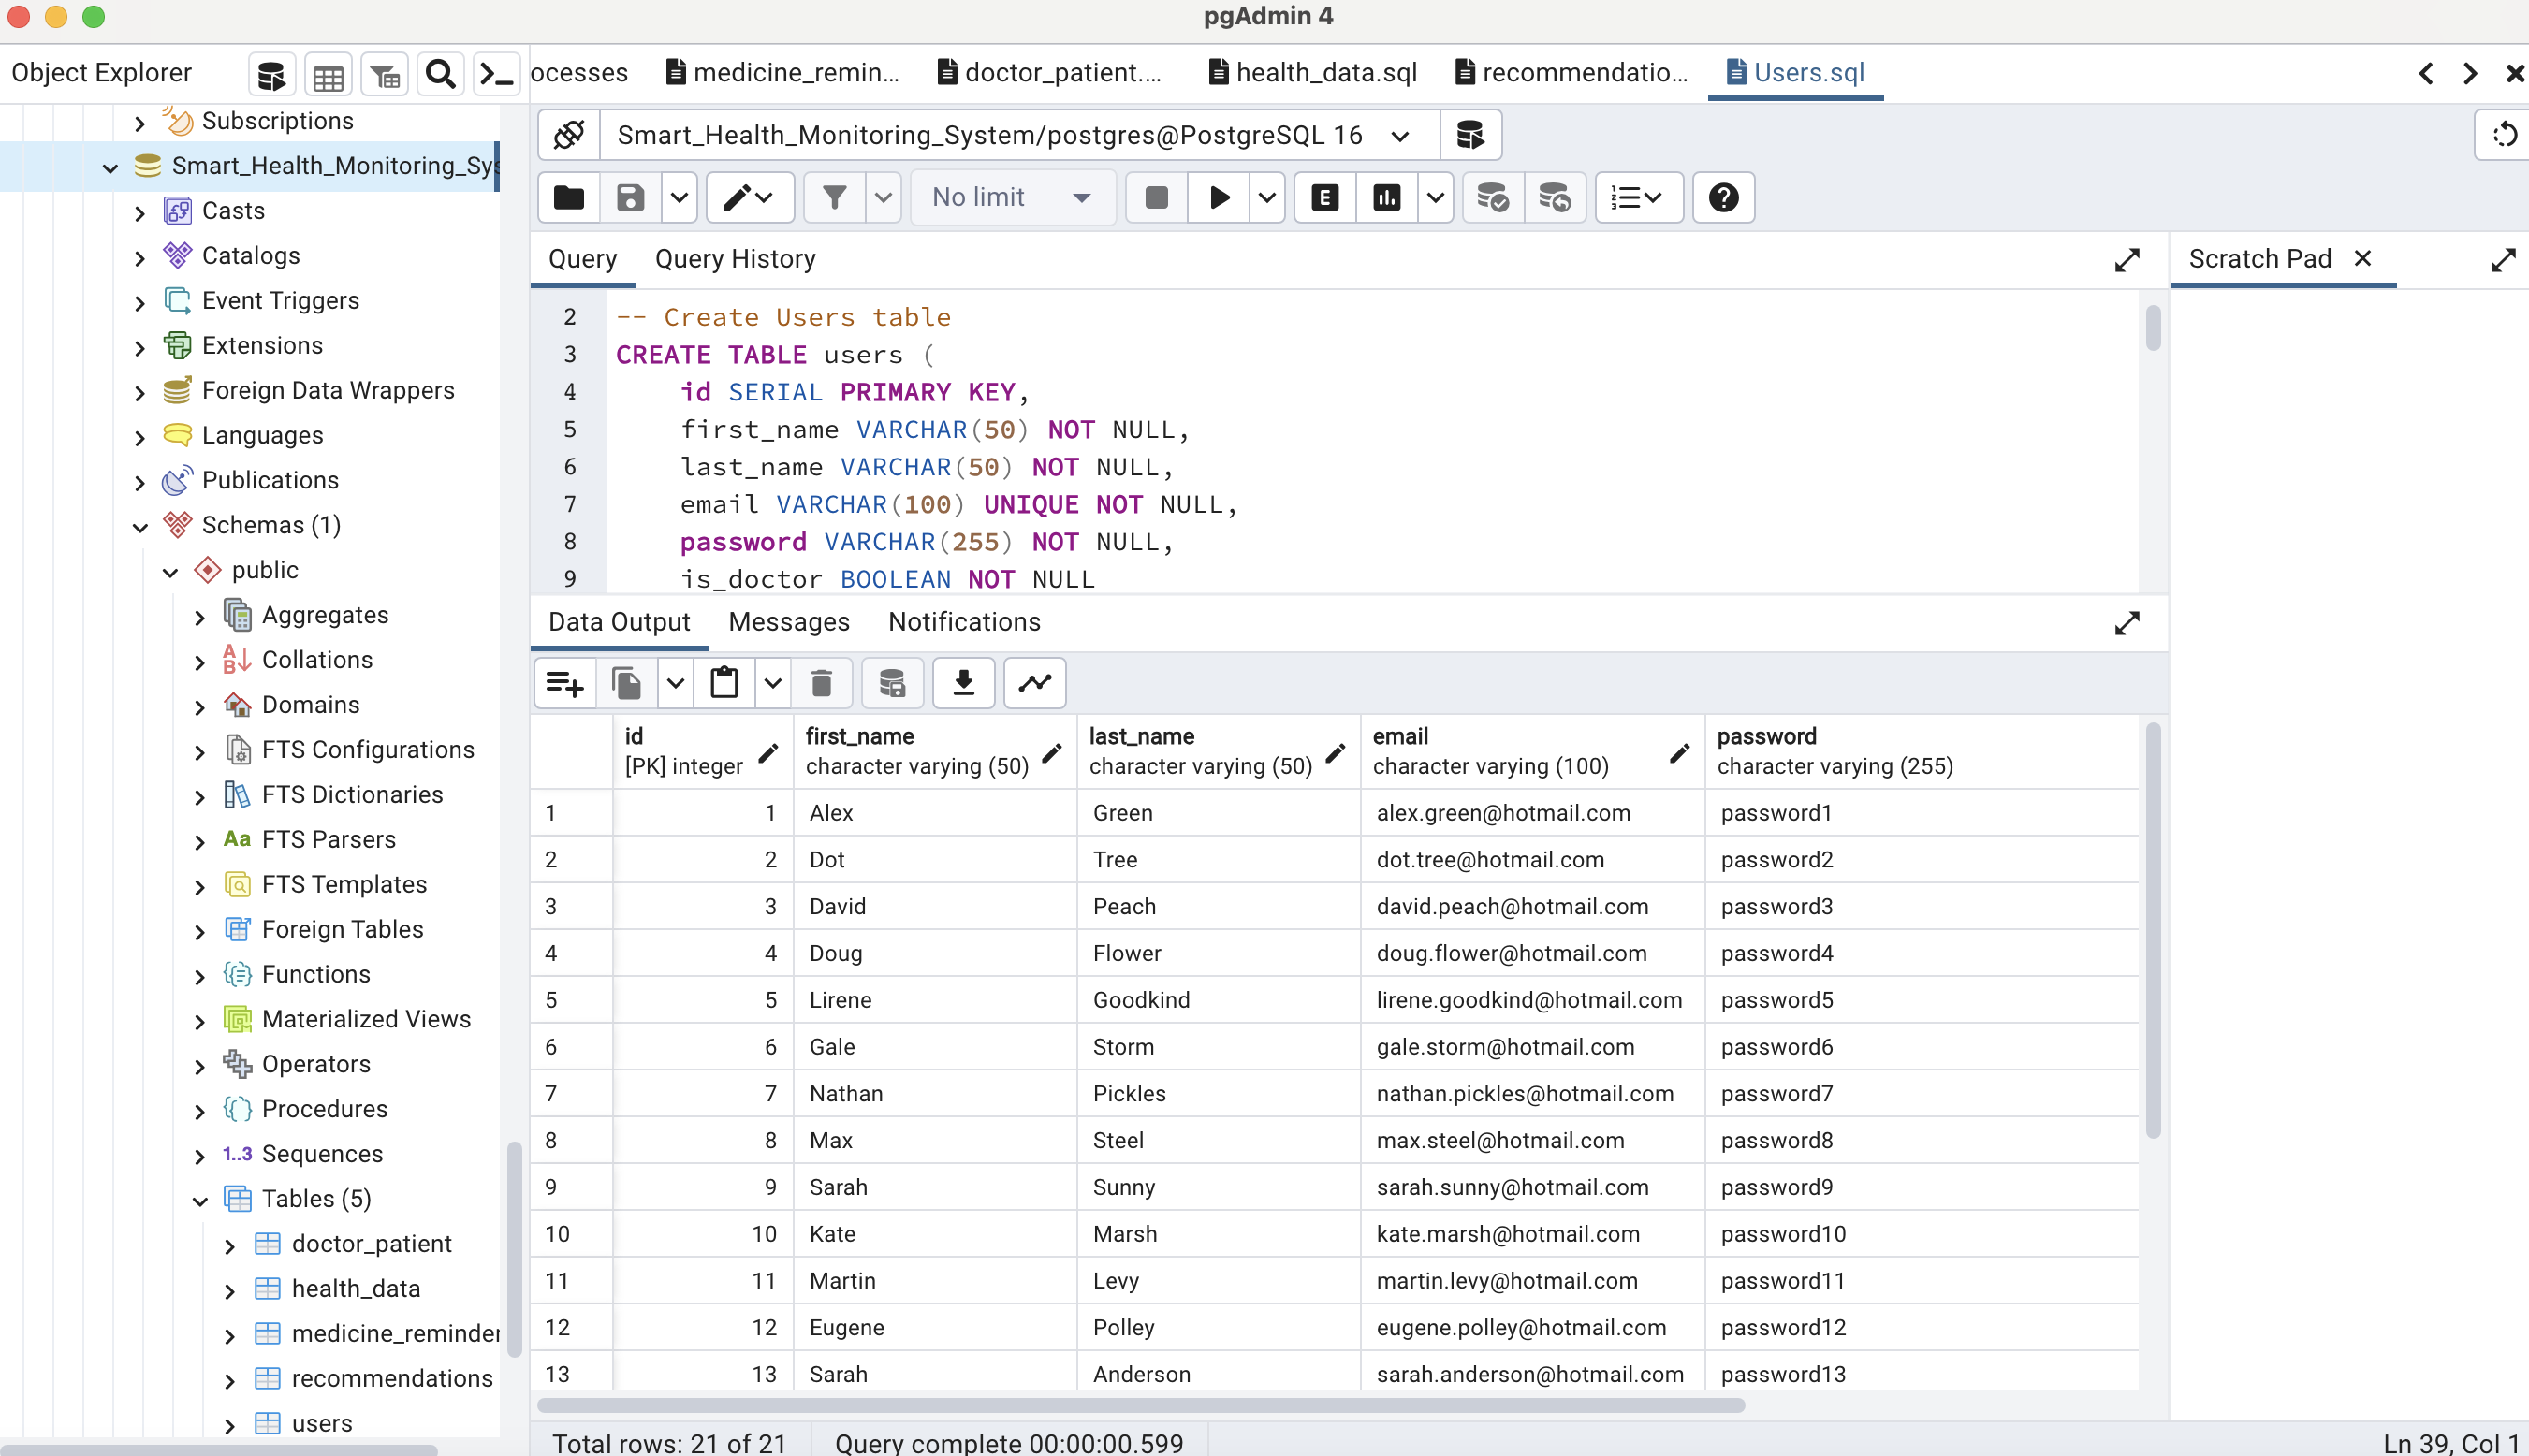 pgAdmin 4
Object Explorer
ocesses
medicine_remin...
doctor_patient....
health_data.sql
recommendatio...
Users.sql
Subscriptions
Smart_Health_Monitoring_Sys
Casts
Catalogs
Event Triggers
Extensions
Foreign Data Wrappers
Languages
Publications
Schemas (1)
public
Aggregates
Collations
Domains
FTS Configurations
FTS Dictionaries
Aa FTS Parsers
FTS Templates
Foreign Tables
Functions
Materialized Views
Operators
Procedures
1..3 Sequences
Tables (5)
doctor_patient
health_data
medicine_reminder
recommendations
users
Smart_Health_Monitoring_System/postgres@PostgreSQL 16
No limit
E
Query Query History
Scratch Pad
2 -- Create Users table
3 CREATE TABLE users (
4 id SERIAL PRIMARY KEY,
5 first_name VARCHAR(50) NOT NULL,
6 last_name VARCHAR(50) NOT NULL,
7 email VARCHAR(100) UNIQUE NOT NULL,
8 password VARCHAR(255) NOT NULL,
9 is_doctor BOOLEAN NOT NULL
Data Output Messages Notifications
id first_name last_name email password
[PK] integer character varying (50) character varying (50) character varying (100) character varying (255)
1 1 Alex Green alex.green@hotmail.com password1
2 2 Dot Tree dot.tree@hotmail.com password2
3 3 David Peach david.peach@hotmail.com password3
4 4 Doug Flower doug.flower@hotmail.com password4
5 5 Lirene Goodkind lirene.goodkind@hotmail.com password5
6 6 Gale Storm gale.storm@hotmail.com password6
7 7 Nathan Pickles nathan.pickles@hotmail.com password7
8 8 Max Steel max.steel@hotmail.com password8
9 9 Sarah Sunny sarah.sunny@hotmail.com password9
10 10 Kate Marsh kate.marsh@hotmail.com password10
11 11 Martin Levy martin.levy@hotmail.com password11
12 12 Eugene Polley eugene.polley@hotmail.com password12
13 13 Sarah Anderson sarah.anderson@hotmail.com password13
Total rows: 21 of 21 Query complete 00:00:00.599 Ln 39, Col 1